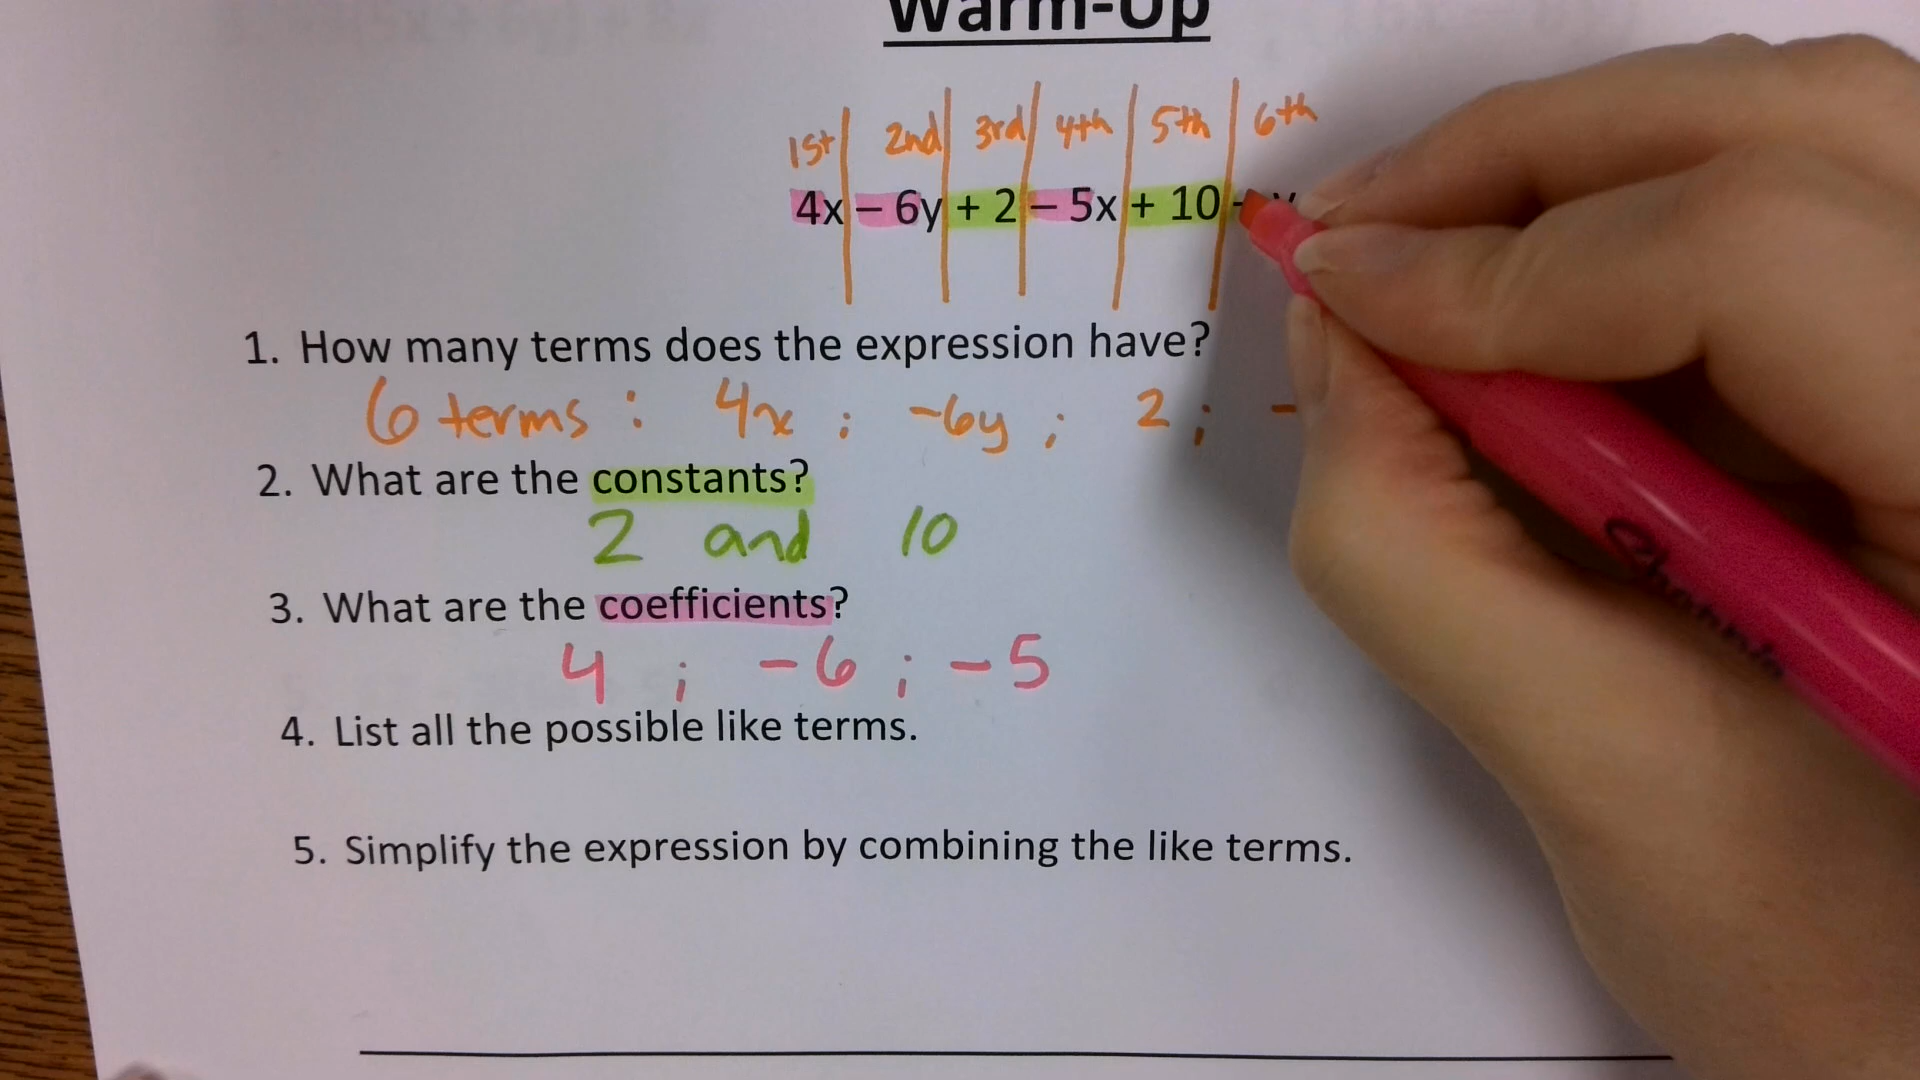 Warm-Up
1st 2nd 3rd 4th 5th 6th
4x – 6y + 2 – 5x + 10
1. How many terms does the expression have?
6 terms : 4x ; -6y ; 2 ; -
2. What are the constants?
2 and 10
3. What are the coefficients?
4 ; -6 ; -5
4. List all the possible like terms.
5. Simplify the expression by combining the like terms.
Sharpie